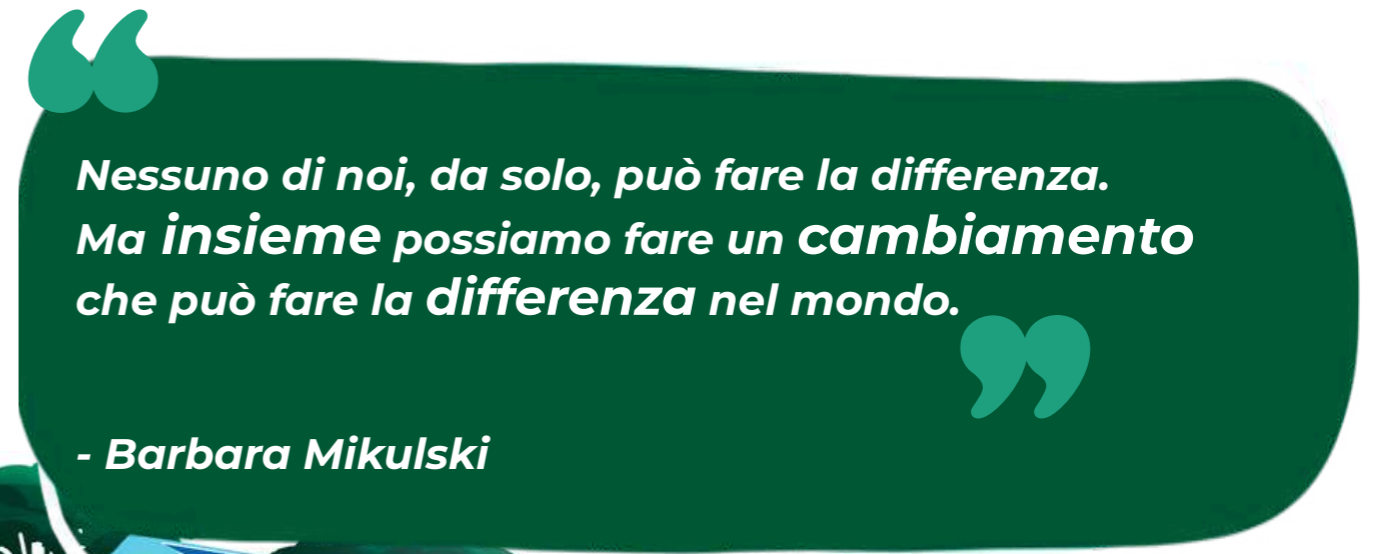 “
Nessuno di noi, da solo, può fare la differenza.
Ma insieme possiamo fare un cambiamento
che può fare la differenza nel mondo.
”
- Barbara Mikulski